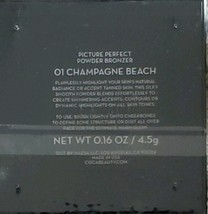 PICTURE PERFECT
POWDER BRONZER
01 CHAMPAGNE BEACH
FLAWLESSLY HIGHLIGHT YOUR SKIN'S NATURAL
RADIANCE OR ACCENT TANNED SKIN. THIS SILKY
SMOOTH POWDER BLENDS EFFORTLESSLY TO
CREATE SHIMMERING ACCENTS, CONTOURS OR
DYNAMIC HIGHLIGHTS ON ALL SKIN TONES.
TO USE: BRUSH LIGHTLY ONTO CHEEKBONES
TO DEFINE BONE STRUCTURE OR DUST ALL OVER
FACE FOR
NET WT 0.16 OZ / 4.5g
MADE IN USA